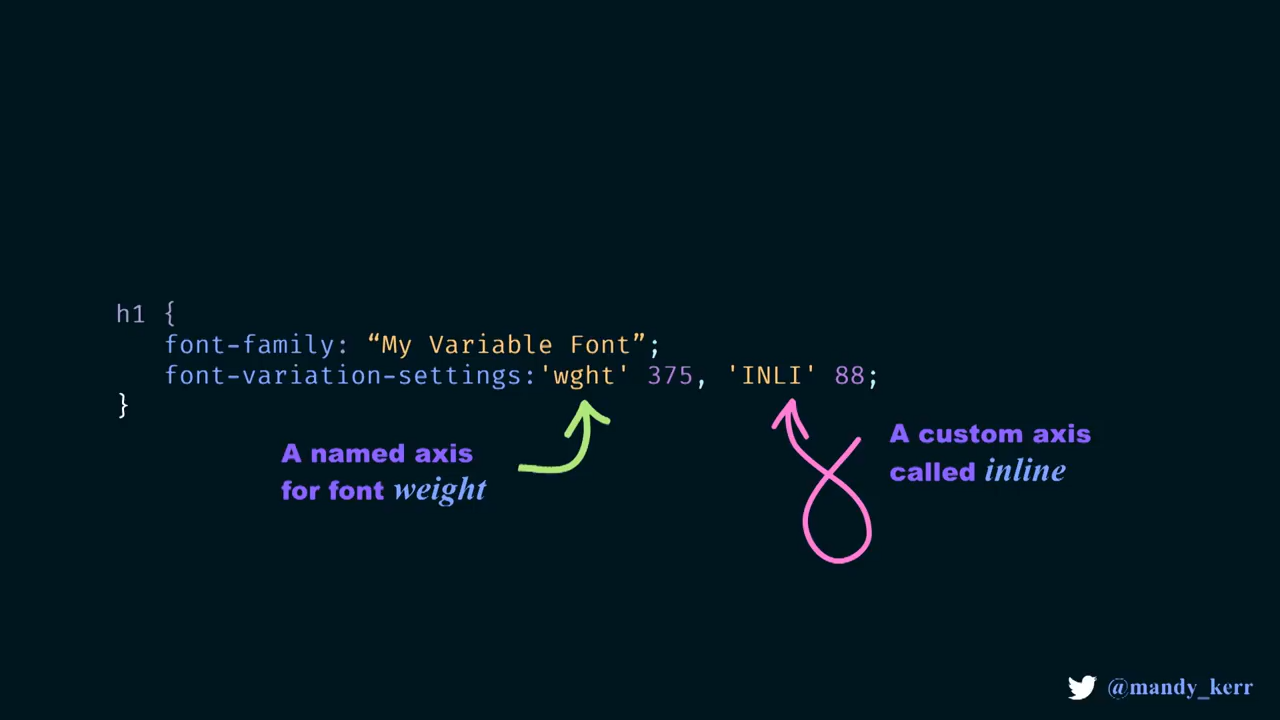 h1 {
font-family: “My Variable Font”;
font-variation-settings:'wght' 375, 'INLI' 88;
}
A named axis
for font weight
A custom axis
called inline
@mandy_kerr